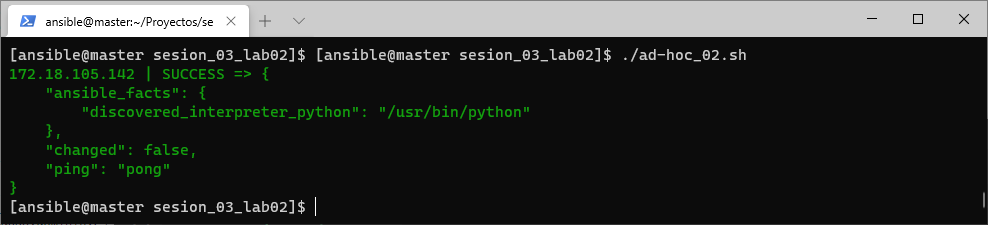 ansible@master:~/Proyectos/se
[ansible@master sesion_03_lab02]$ [ansible@master sesion_03_lab02]$ ./ad-hoc_02.sh
172.18.105.142 | SUCCESS => {
    "ansible_facts": {
        "discovered_interpreter_python": "/usr/bin/python"
    },
    "changed": false,
    "ping": "pong"
}
[ansible@master sesion_03_lab02]$